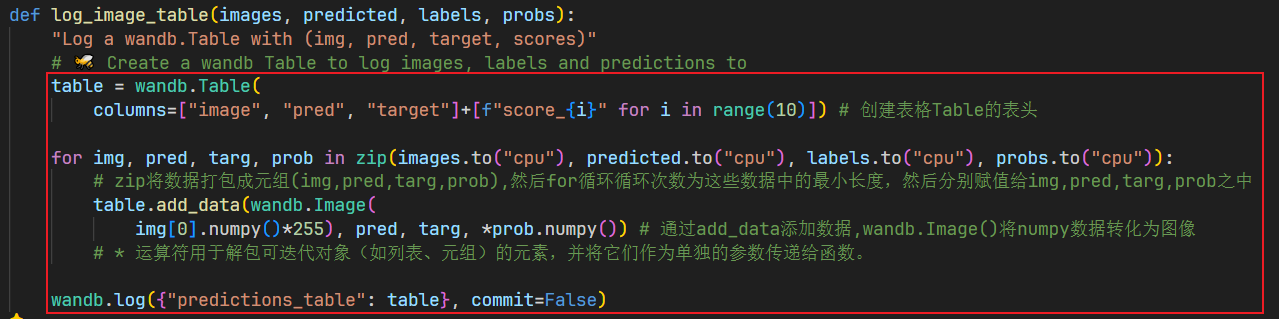 def log_image_table(images, predicted, labels, probs):
    "Log a wandb.Table with (img, pred, target, scores)"
    # 🐝 Create a wandb Table to log images, labels and predictions to
    table = wandb.Table(
        columns=["image", "pred", "target"]+[f"score_{i}" for i in range(10)]) # 创建表格Table的表头
    for img, pred, targ, prob in zip(images.to("cpu"), predicted.to("cpu"), labels.to("cpu"), probs.to("cpu")):
        # zip将数据打包成元组(img,pred,targ,prob),然后for循环循环次数为这些数据中的最小长度，然后分别赋值给img,pred,targ,prob之中
        table.add_data(wandb.Image(
            img[0].numpy()*255), pred, targ, *prob.numpy()) # 通过add_data添加数据,wandb.Image()将numpy数据转化为图像
        # * 运算符用于解包可迭代对象（如列表、元组）的元素，并将它们作为单独的参数传递给函数。
    wandb.log({"predictions_table": table}, commit=False)